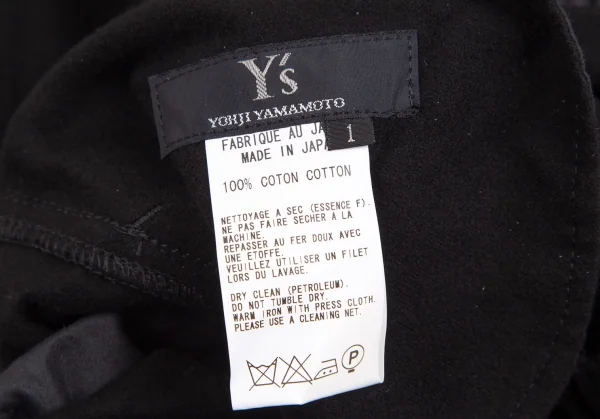 Y's
YOHJI YAMAMOTO
1
FABRIQUE AU
MADE IN
100% COTON COTTON
NETTOYAGE A SEC (ESSENCE F).
NE PAS FAIRE SECHER A LA
MACHINE.
REPASSER AU FER DOUX AVEC
UNE ETOFFE.
VEUILLEZ UTILISER UN FILET
LORS DU LAVAGE.
DRY CLEAN (PETROLEUM).
DO NOT TUMBLE DRY.
WARM IRON WITH PRESS CLOTH.
PLEASE USE A CLEANING NET.
P